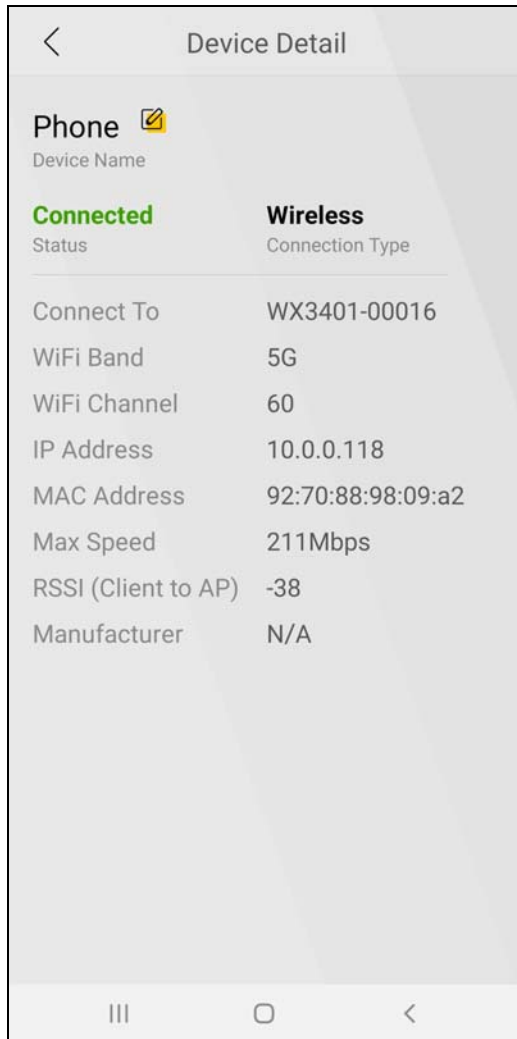 Device Detail
Phone
Device Name
Connected Wireless
Status Connection Type
Connect To WX3401-00016
WiFi Band 5G
WiFi Channel 60
IP Address 10.0.0.118
MAC Address 92:70:88:98:09:a2
Max Speed 211Mbps
RSSI (Client to AP) -38
Manufacturer N/A